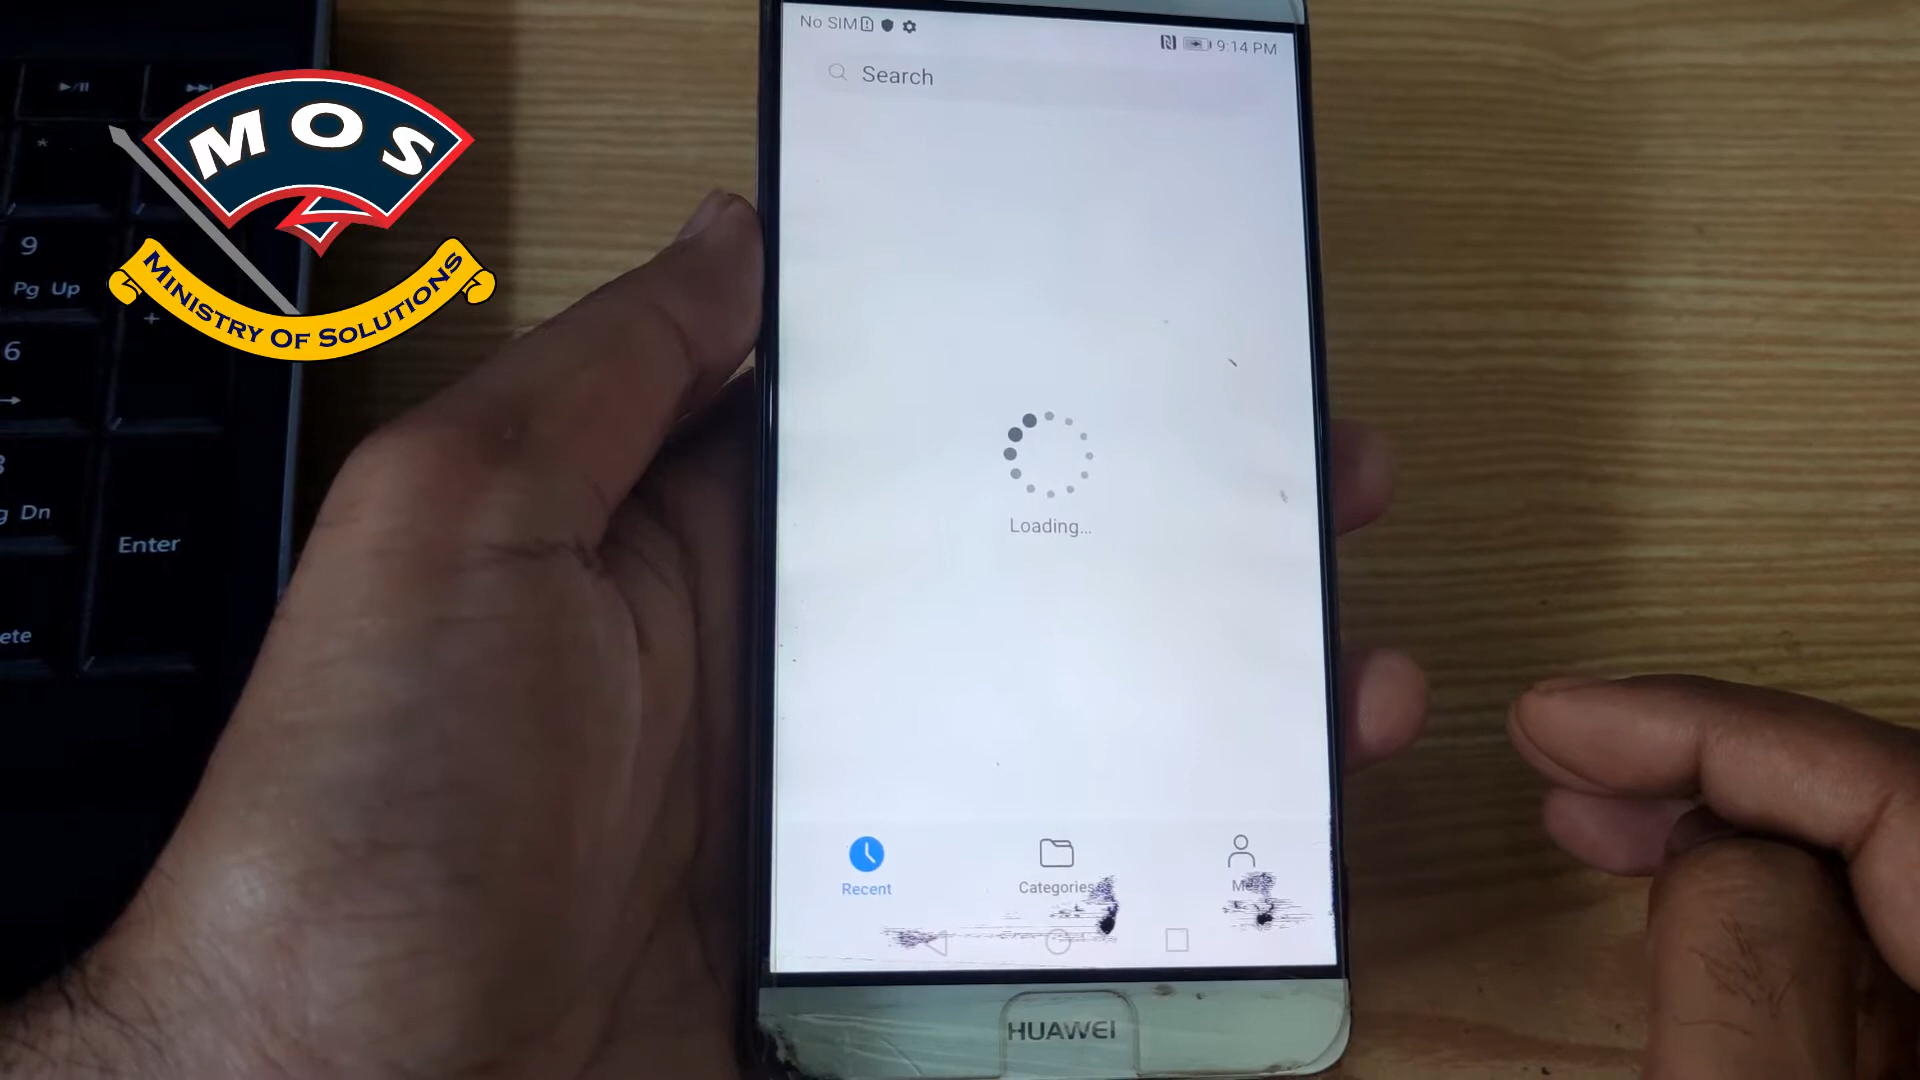 No SIM
9:14 PM
Search
MOS
MINISTRY OF SOLUTIONS
Loading...
Recent
Categories
HUAWEI
9
Pg Up
+
6
Dn
Enter
*